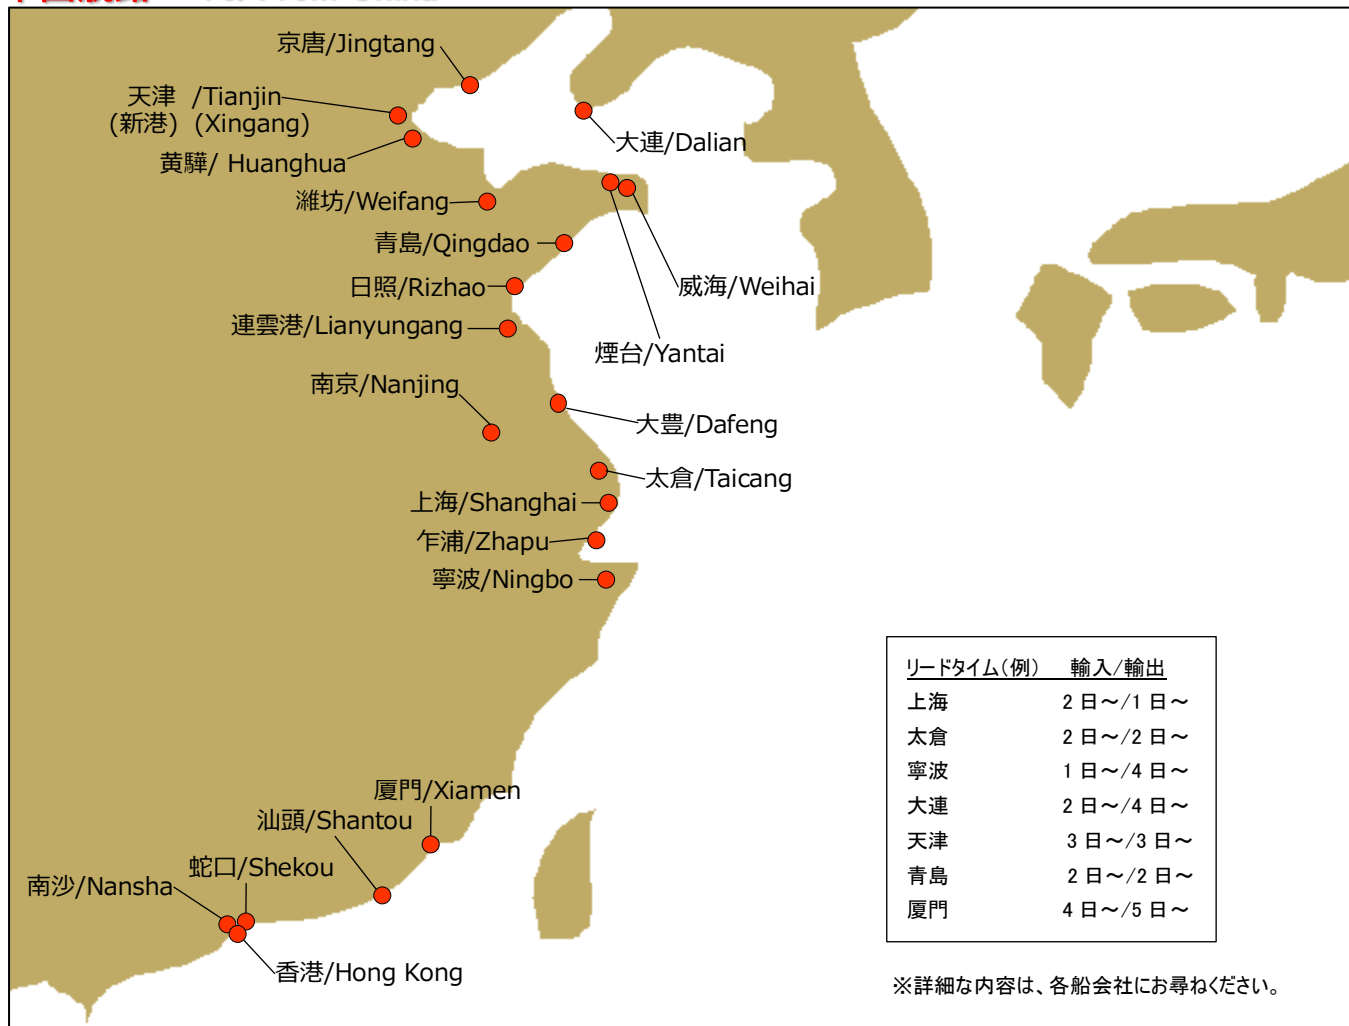 京唐/Jingtang
天津 /Tianjin
(新港) (Xingang)
大連/Dalian
黄驊/ Huanghua
濰坊/Weifang
青島/Qingdao
日照/Rizhao
威海/Weihai
連雲港/Lianyungang
煙台/Yantai
南京/Nanjing
大豊/Dafeng
太倉/Taicang
上海/Shanghai
乍浦/Zhapu
寧波/Ningbo
リードタイム(例) 輸入/輸出
上海 2日~/1日~
太倉 2日~/2日~
寧波 1日~/4日~
大連 2日~/4日~
天津 3日~/3日~
青島 2日~/2日~
厦門 4日~/5日~
厦門/Xiamen
汕頭/Shantou
蛇口/Shekou
南沙/Nansha
香港/Hong Kong
※詳細な内容は、各船会社にお尋ねください。